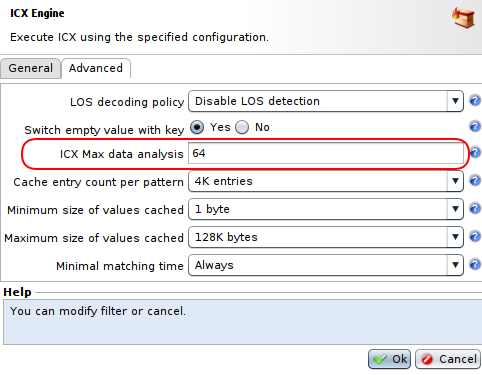 ICX Engine
Execute ICX using the specified configuration.
General Advanced
LOS decoding policy Disable LOS detection
Switch empty value with key Yes No
ICX Max data analysis 64
Cache entry count per pattern 4K entries
Minimum size of values cached 1 byte
Maximum size of values cached 128K bytes
Minimal matching time Always
Help
You can modify filter or cancel.
Ok Cancel